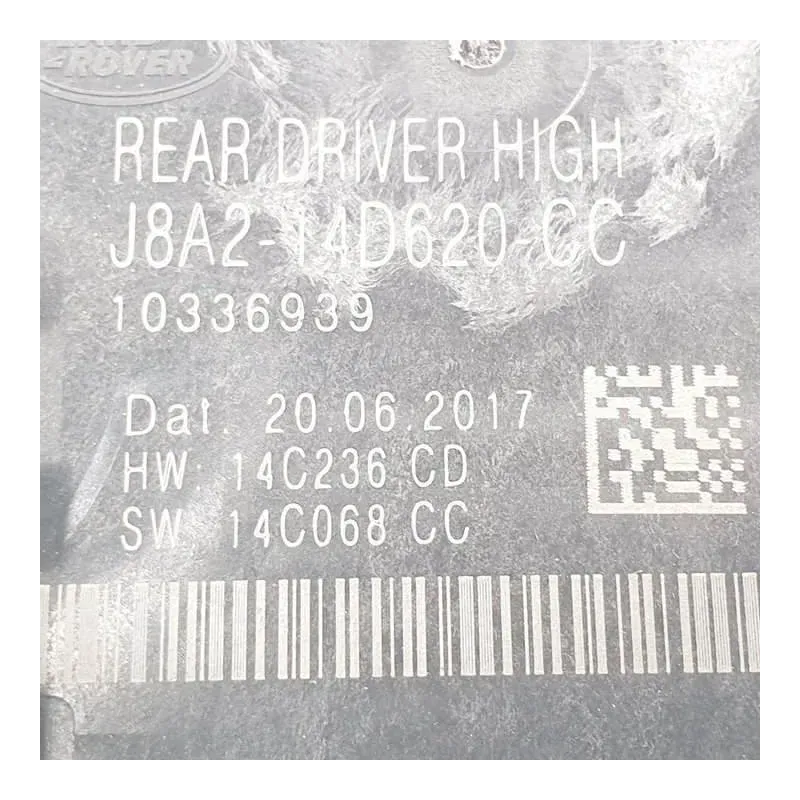 -ROVER
REAR DRIVER HIGH
J8A2-14D620-CC
10336939
Dat. 20.06.2017
HW: 14C236 CD
SW 14C068 CC